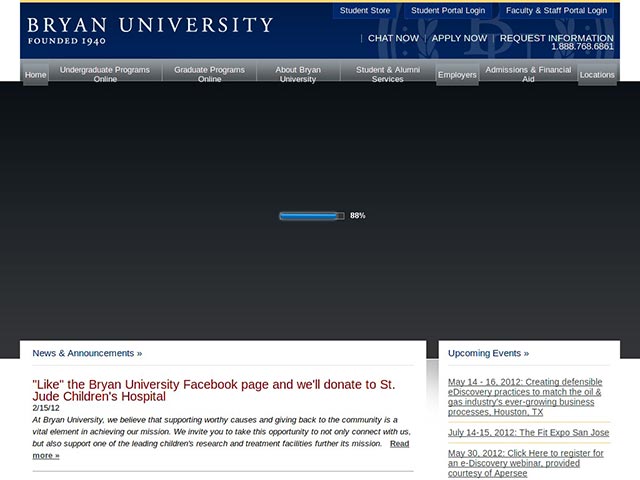 Student Store
Student Portal Login
Faculty & Staff Portal Login
BRYAN UNIVERSITY
FOUNDED 1940
| CHAT NOW | APPLY NOW | REQUEST INFORMATION
1.888.768.6861
Home
Undergraduate Programs
Online
Graduate Programs
Online
About Bryan
University
Student & Alumni
Services
Employers
Admissions & Financial
Aid
Locations
88%
News & Announcements »
"Like" the Bryan University Facebook page and we'll donate to St.
Jude Children's Hospital
2/15/12
At Bryan University, we believe that supporting worthy causes and giving back to the community is a
vital element in achieving our mission. We invite you to take this opportunity to not only connect with us,
but also support one of the leading children's research and treatment facilities further its mission. Read
more »
Upcoming Events »
May 14 - 16, 2012: Creating defensible
eDiscovery practices to match the oil &
gas industry's ever-growing business
processes, Houston, TX
July 14-15, 2012: The Fit Expo San Jose
May 30, 2012: Click Here to register for
an e-Discovery webinar, provided
courtesy of Apersee